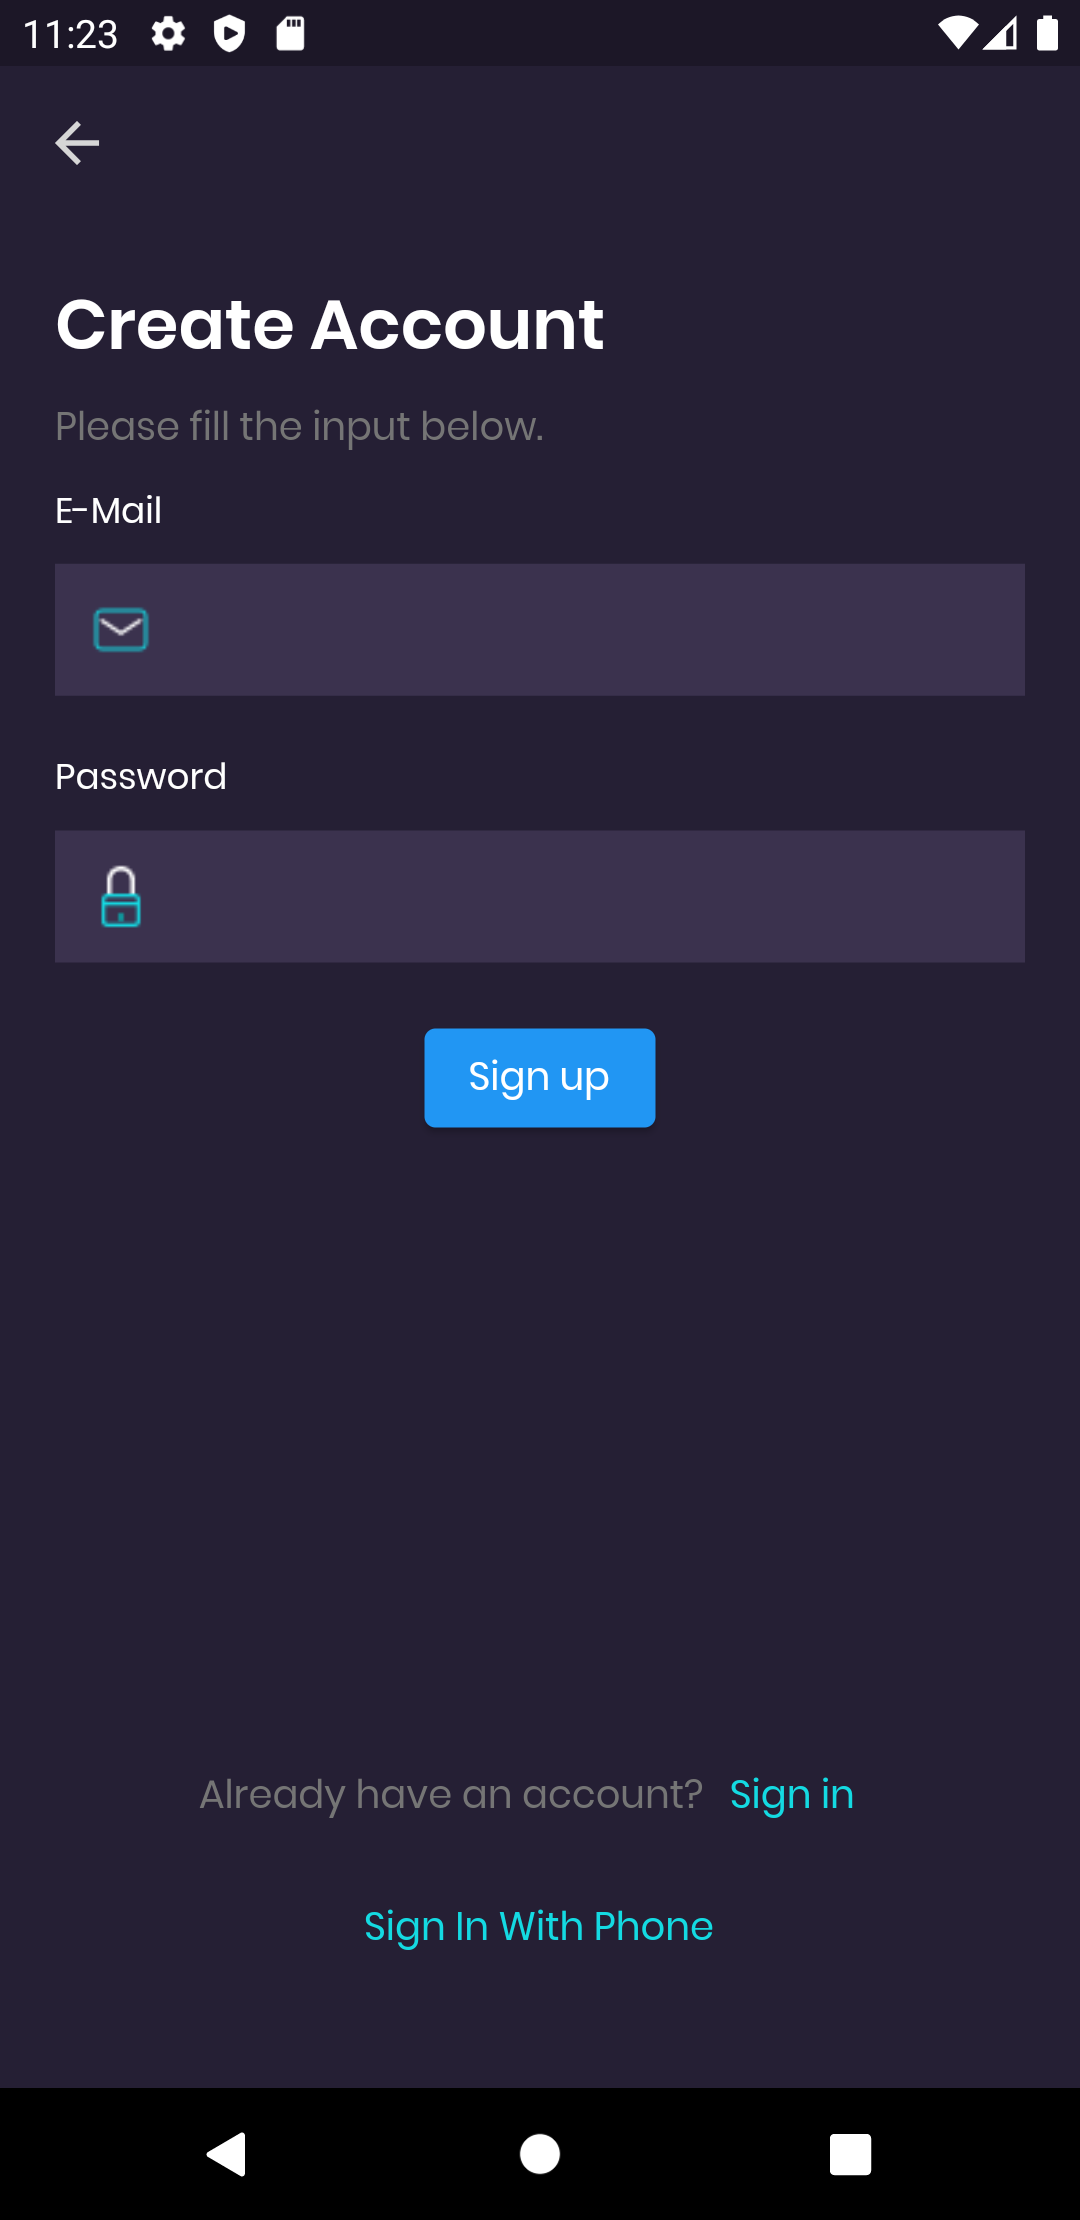 11:23
Create Account
Please fill the input below.
E-Mail
Password
Sign up
Already have an account? Sign in
Sign In With Phone